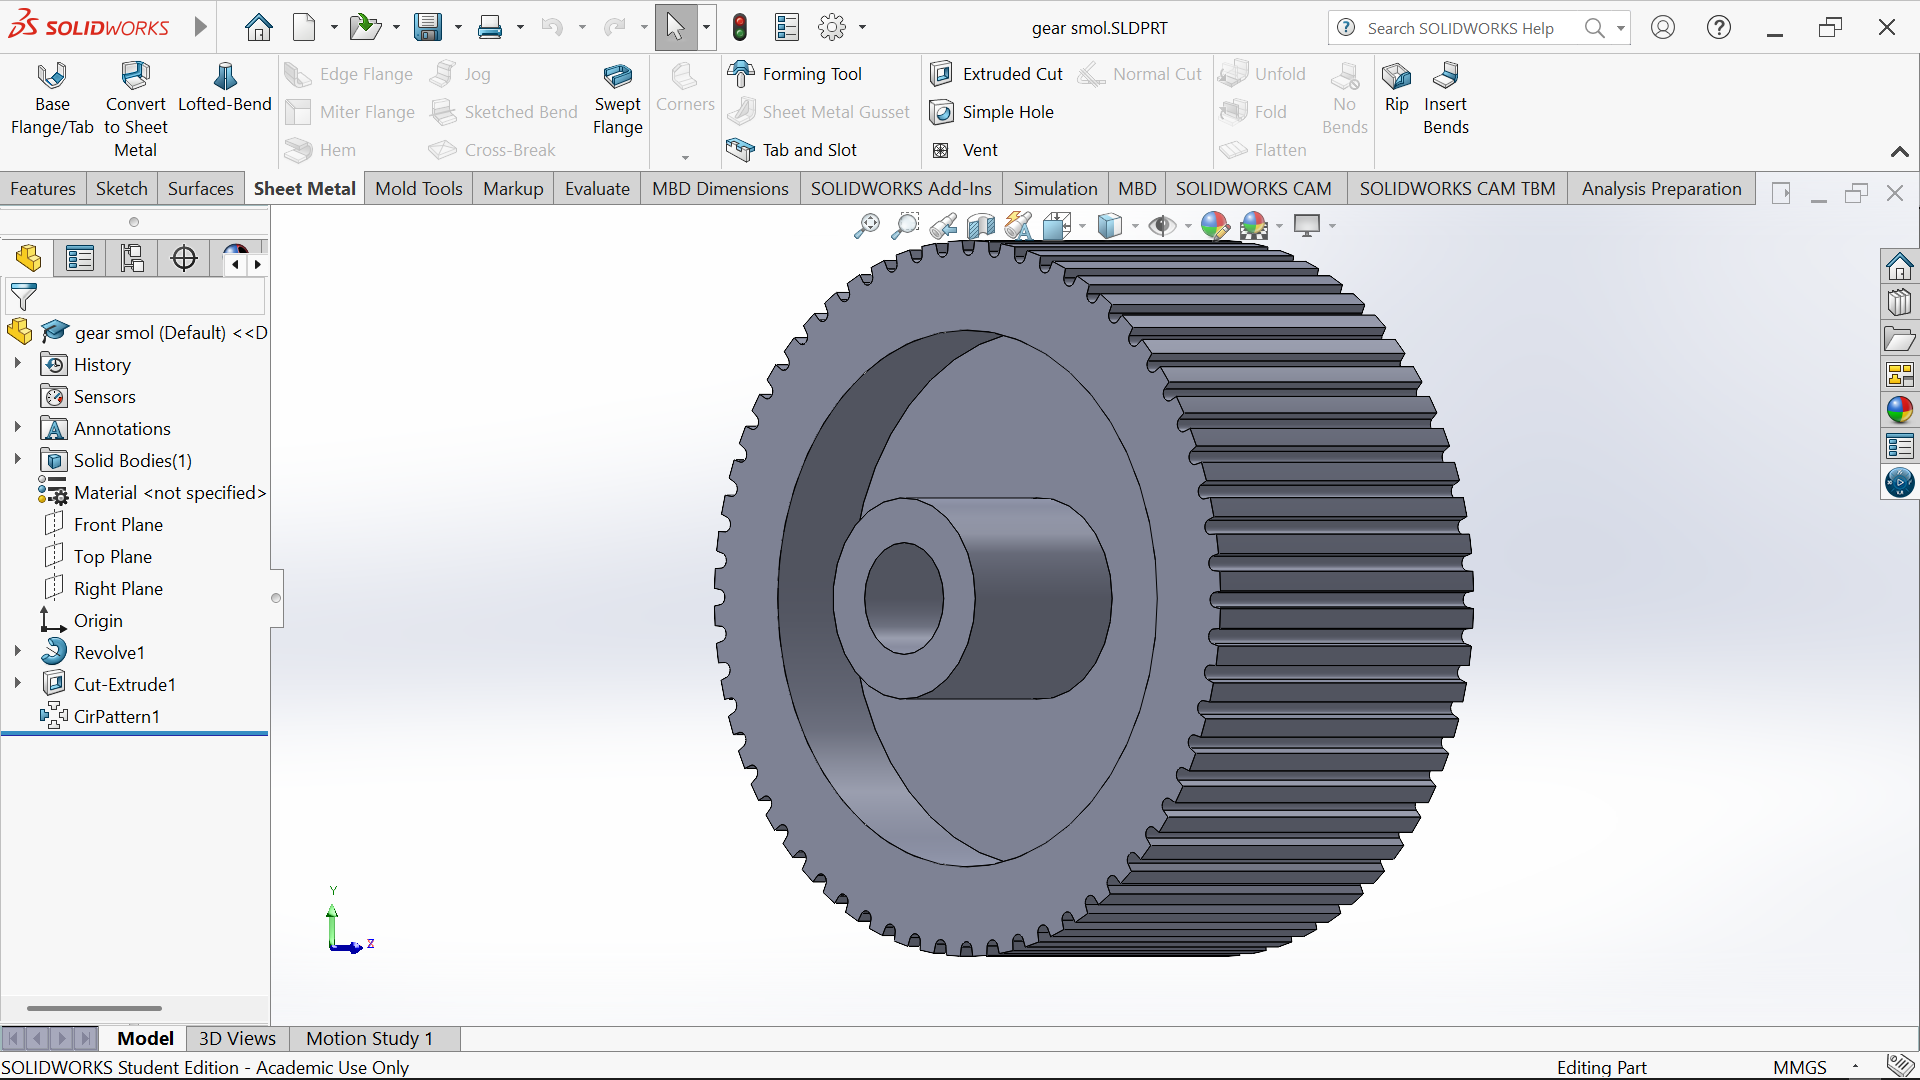 SOLIDWORKS
gear smol.SLDPRT
Search SOLIDWORKS Help
Base Flange/Tab
Convert to Sheet Metal
Lofted-Bend
Edge Flange
Miter Flange
Hem
Jog
Sketched Bend
Cross-Break
Swept Flange
Corners
Forming Tool
Sheet Metal Gusset
Tab and Slot
Extruded Cut
Simple Hole
Vent
Normal Cut
Unfold
Fold
Flatten
No Bends
Rip
Insert Bends
Features
Sketch
Surfaces
Sheet Metal
Mold Tools
Markup
Evaluate
MBD Dimensions
SOLIDWORKS Add-Ins
Simulation
MBD
SOLIDWORKS CAM
SOLIDWORKS CAM TBM
Analysis Preparation
gear smol (Default) <<D
History
Sensors
Annotations
Solid Bodies(1)
Material <not specified>
Front Plane
Top Plane
Right Plane
Origin
Revolve1
Cut-Extrude1
CirPattern1
Y
Z
Model
3D Views
Motion Study 1
SOLIDWORKS Student Edition - Academic Use Only
Editing Part
MMGS